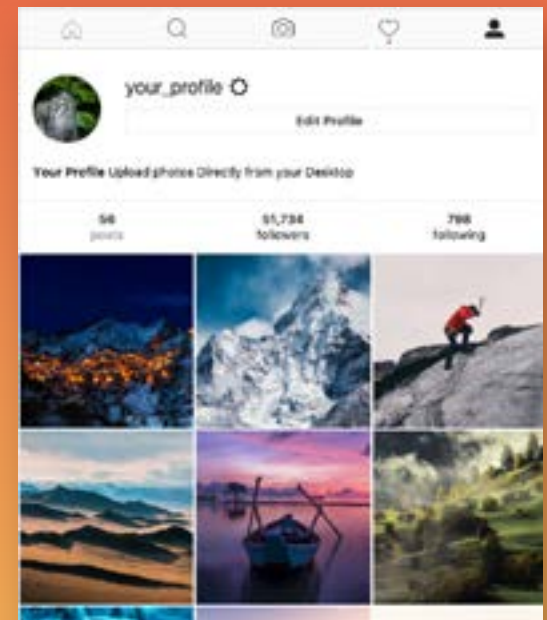 your_profile
Edit Profile
Your Profile Upload photos Directly from your Desktop
56 51,734 798
posts followers following